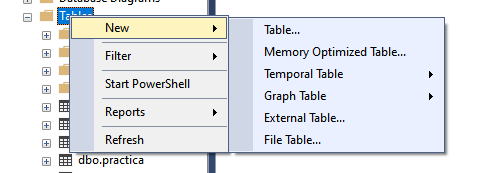 Database Diagrams
Tables
New
Filter
Start PowerShell
Reports
Refresh
Table...
Memory Optimized Table...
Temporal Table
Graph Table
External Table...
File Table...
dbo.practica